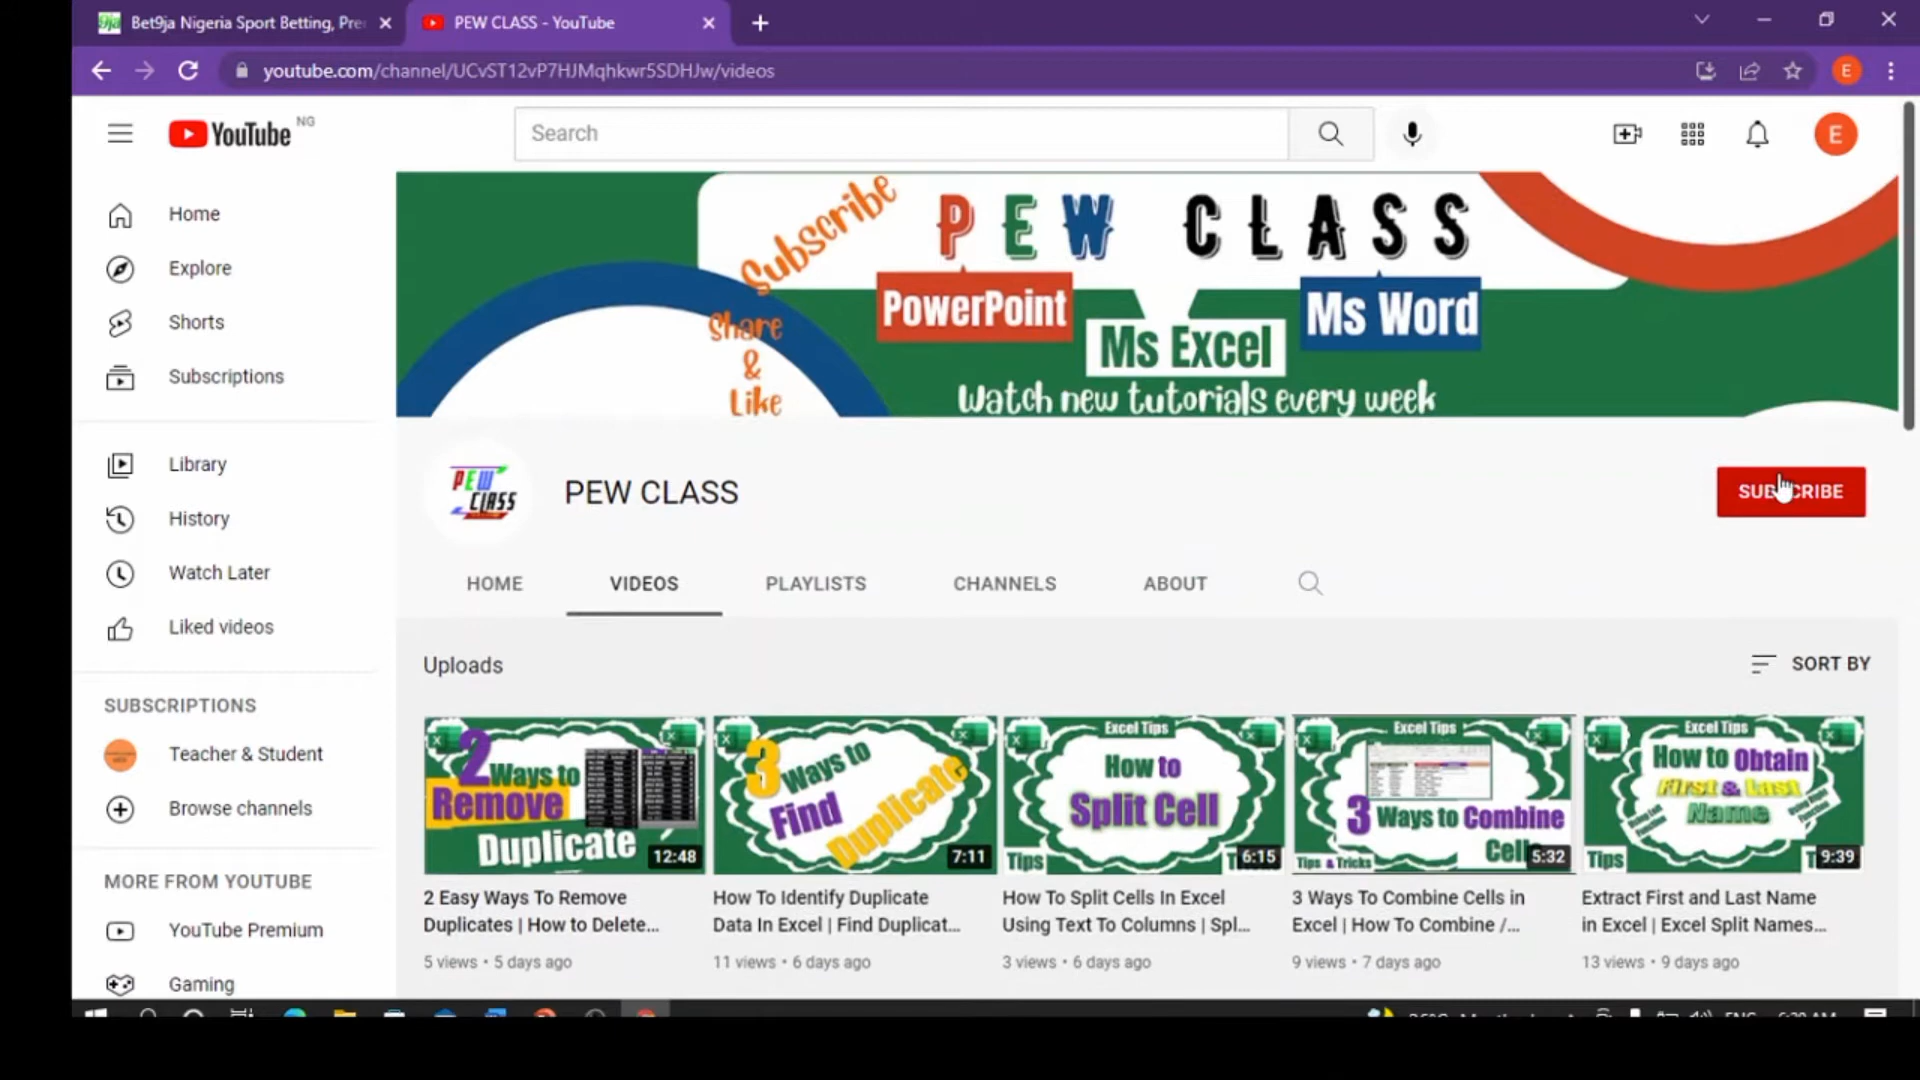 Bet9ja Nigeria Sport Betting, Pre
PEW CLASS - YouTube
youtube.com/channel/UCvST12vP7HJMqhkwr5SDHJw/videos
E
YouTube NG
Search
E
Home
Explore
Shorts
Subscriptions
Library
History
Watch Later
Liked videos
SUBSCRIPTIONS
Teacher & Student
Browse channels
MORE FROM YOUTUBE
YouTube Premium
Gaming
Subscribe
Share
&
Like
PEW CLASS
PowerPoint
Ms Excel
Ms Word
Watch new tutorials every week
PEW CLASS
PEW CLASS
SUBSCRIBE
HOME VIDEOS PLAYLISTS CHANNELS ABOUT
Uploads
SORT BY
2 Ways to
Remove
Duplicate
12:48
2 Easy Ways To Remove
Duplicates | How to Delete...
5 views • 5 days ago
3 Ways to
Find
Duplicate
7:11
How To Identify Duplicate
Data In Excel | Find Duplicat...
11 views • 6 days ago
Excel Tips
How to
Split Cell
Tips
6:15
How To Split Cells In Excel
Using Text To Columns | Spl...
3 views • 6 days ago
Excel Tips
3 Ways to Combine
Cell
Tips & Tricks
5:32
3 Ways To Combine Cells in
Excel | How To Combine /...
9 views • 7 days ago
Excel Tips
How to Obtain
First & Last
Name
Tips
9:39
Extract First and Last Name
in Excel | Excel Split Names...
13 views • 9 days ago